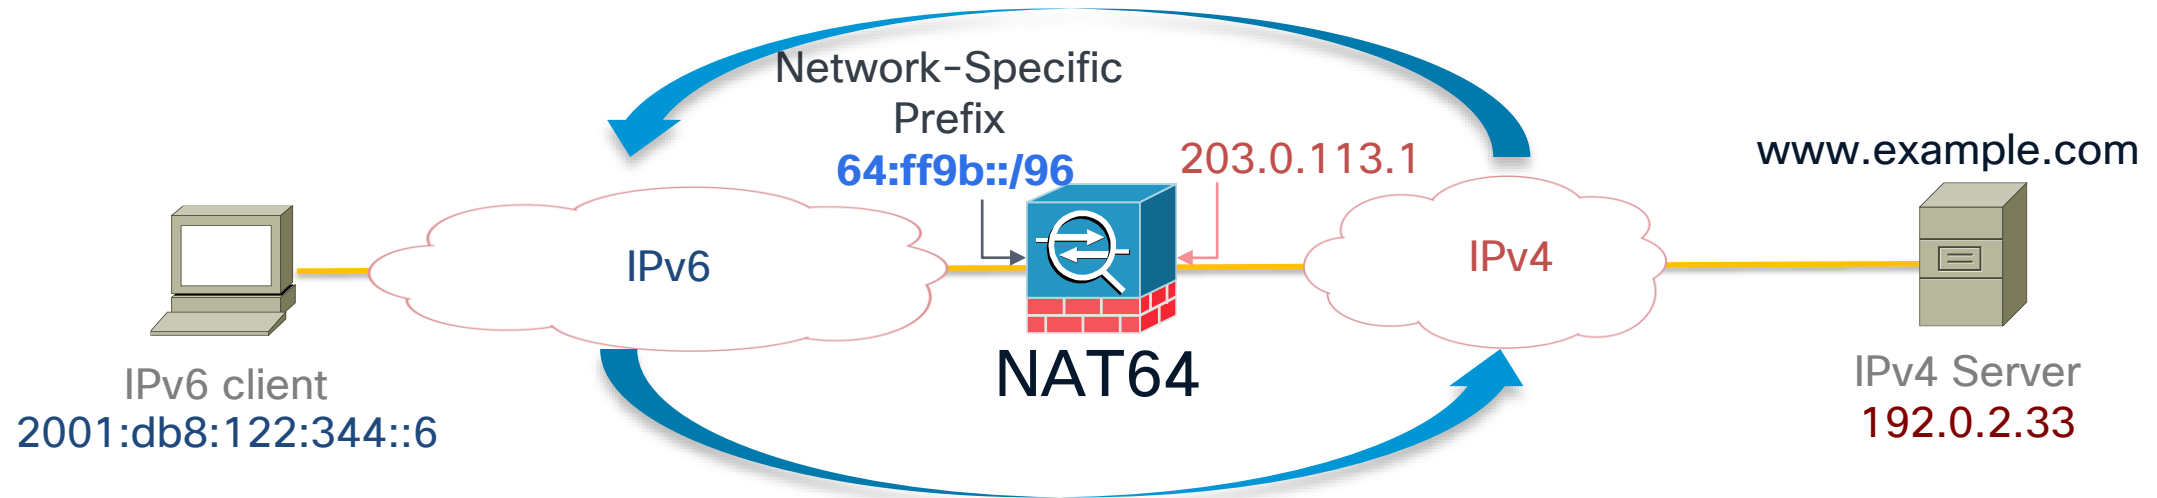 Network-Specific
Prefix
64:ff9b::/96
203.0.113.1
www.example.com
IPv6
IPv4
NAT64
IPv6 client
2001:db8:122:344::6
IPv4 Server
192.0.2.33